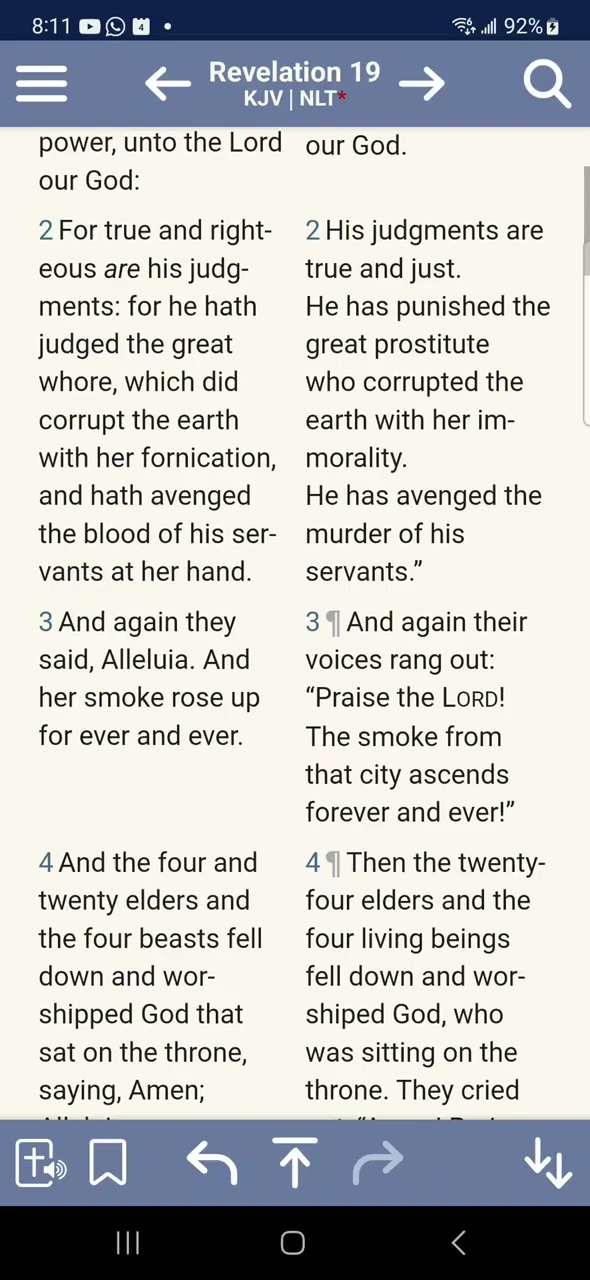 8:11
4
6
92%
Revelation 19
KJV | NLT*
power, unto the Lord
our God:
2 For true and right-
eous are his judg-
ments: for he hath
judged the great
whore, which did
corrupt the earth
with her fornication,
and hath avenged
the blood of his ser-
vants at her hand.
3 And again they
said, Alleluia. And
her smoke rose up
for ever and ever.
4 And the four and
twenty elders and
the four beasts fell
down and wor-
shipped God that
sat on the throne,
saying, Amen;
our God.
2 His judgments are
true and just.
He has punished the
great prostitute
who corrupted the
earth with her im-
morality.
He has avenged the
murder of his
servants.”
3 ¶ And again their
voices rang out:
“Praise the LORD!
The smoke from
that city ascends
forever and ever!”
4 ¶ Then the twenty-
four elders and the
four living beings
fell down and wor-
shiped God, who
was sitting on the
throne. They cried